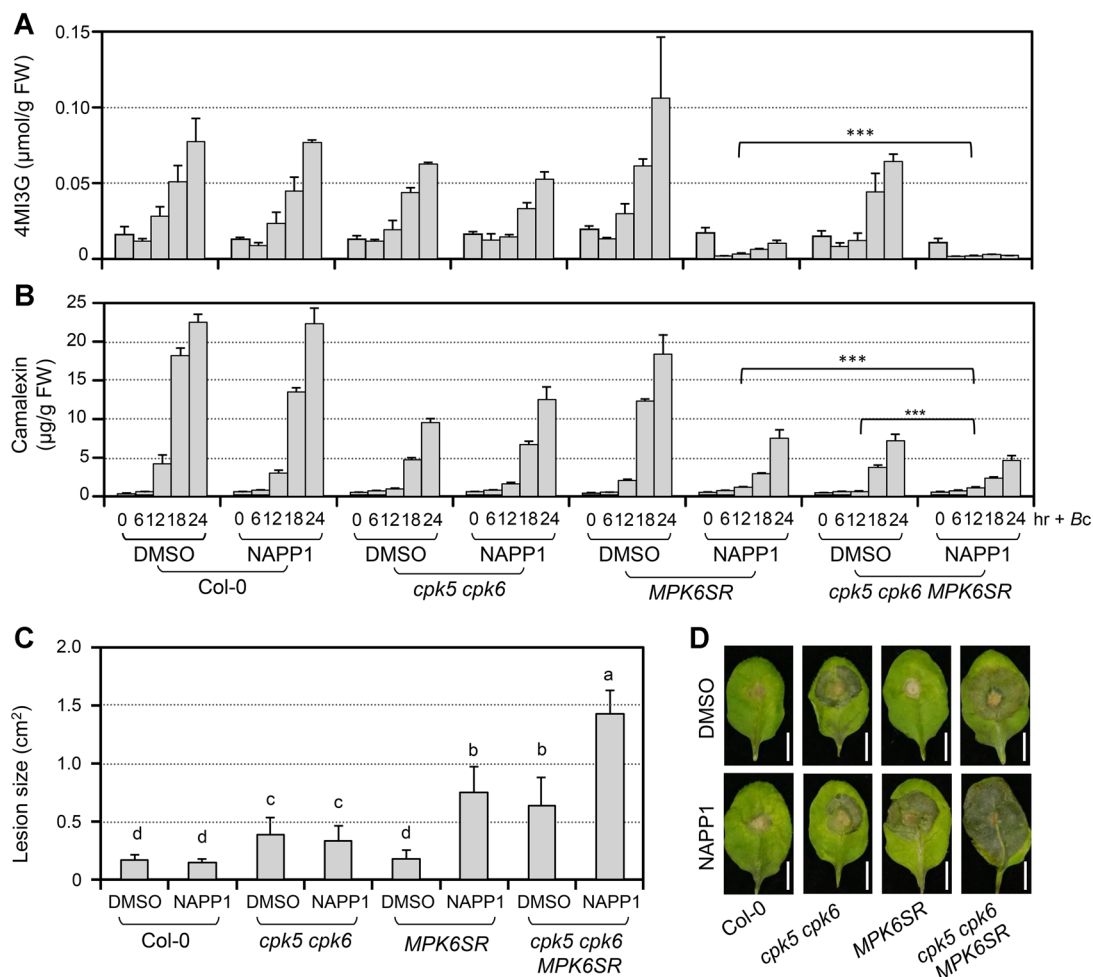 A
0.15
0.10
0.05
0
4MI3G (µmol/g FW)
***
B
25
20
15
10
5
0
Camalexin
(µg/g FW)
***
***
0 6 12 18 24 0 6 12 18 24 0 6 12 18 24 0 6 12 18 24 0 6 12 18 24 0 6 12 18 24 0 6 12 18 24 0 6 12 18 24 hr + Bc
DMSO NAPP1 DMSO NAPP1 DMSO NAPP1 DMSO NAPP1
Col-0 cpk5 cpk6 MPK6SR cpk5 cpk6 MPK6SR
C
2.0
1.5
1.0
0.5
0
Lesion size (cm²)
d d c c d b b a
DMSO NAPP1 DMSO NAPP1 DMSO NAPP1 DMSO NAPP1
Col-0 cpk5 cpk6 MPK6SR cpk5 cpk6
MPK6SR
D
DMSO
NAPP1
Col-0
cpk5 cpk6
MPK6SR
cpk5 cpk6
MPK6SR